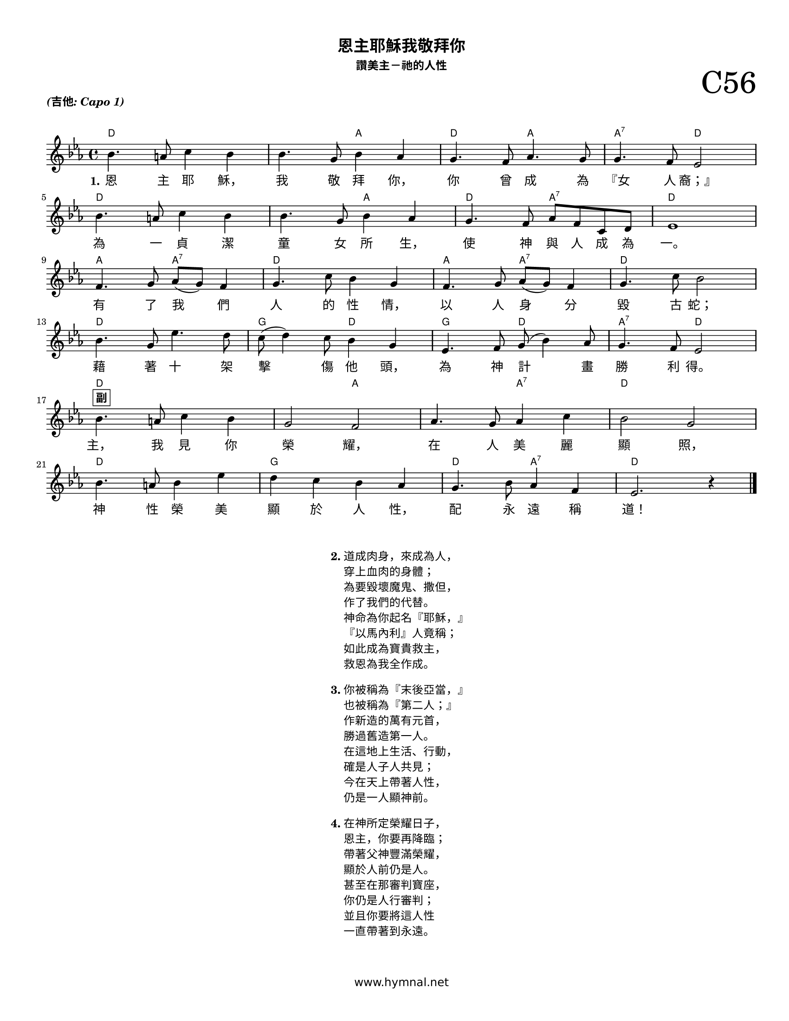 恩主耶穌我敬拜你
讚美主－祂的人性
C56
(吉他: Capo 1)
D A D A A7 D
1. 恩 主 耶 穌， 我 敬 拜 你， 你 曾 成 為 『女 人 裔；』
5
D A D A7 D
為 一 貞 潔 童 女 所 生， 使 神 與 人 成 為 一。
9
A A7 D A A7 D
有 了 我 們 人 的 性 情， 以 人 身 分 毀 古 蛇；
13
D G D G D A7 D
藉 著 十 架 擊 傷 他 頭， 為 神 計 畫 勝 利 得。
D A A7 D
副
17
主， 我 見 你 榮 耀， 在 人 美 麗 顯 照，
21
D G D A7 D
神 性 榮 美 顯 於 人 性， 配 永 遠 稱 道！
2. 道成肉身，來成為人，
穿上血肉的身體；
為要毀壞魔鬼、撒但，
作了我們的代替。
神命為你起名『耶穌，』
『以馬內利』人竟稱；
如此成為寶貴救主，
救恩為我全作成。
3. 你被稱為『末後亞當，』
也被稱為『第二人；』
作新造的萬有元首，
勝過舊造第一人。
在這地上生活、行動，
確是人子人共見；
今在天上帶著人性，
仍是一人顯神前。
4. 在神所定榮耀日子，
恩主，你要再降臨；
帶著父神豐滿榮耀，
顯於人前仍是人。
甚至在那審判寶座，
你仍是人行審判；
並且你要將這人性
一直帶著到永遠。
www.hymnal.net